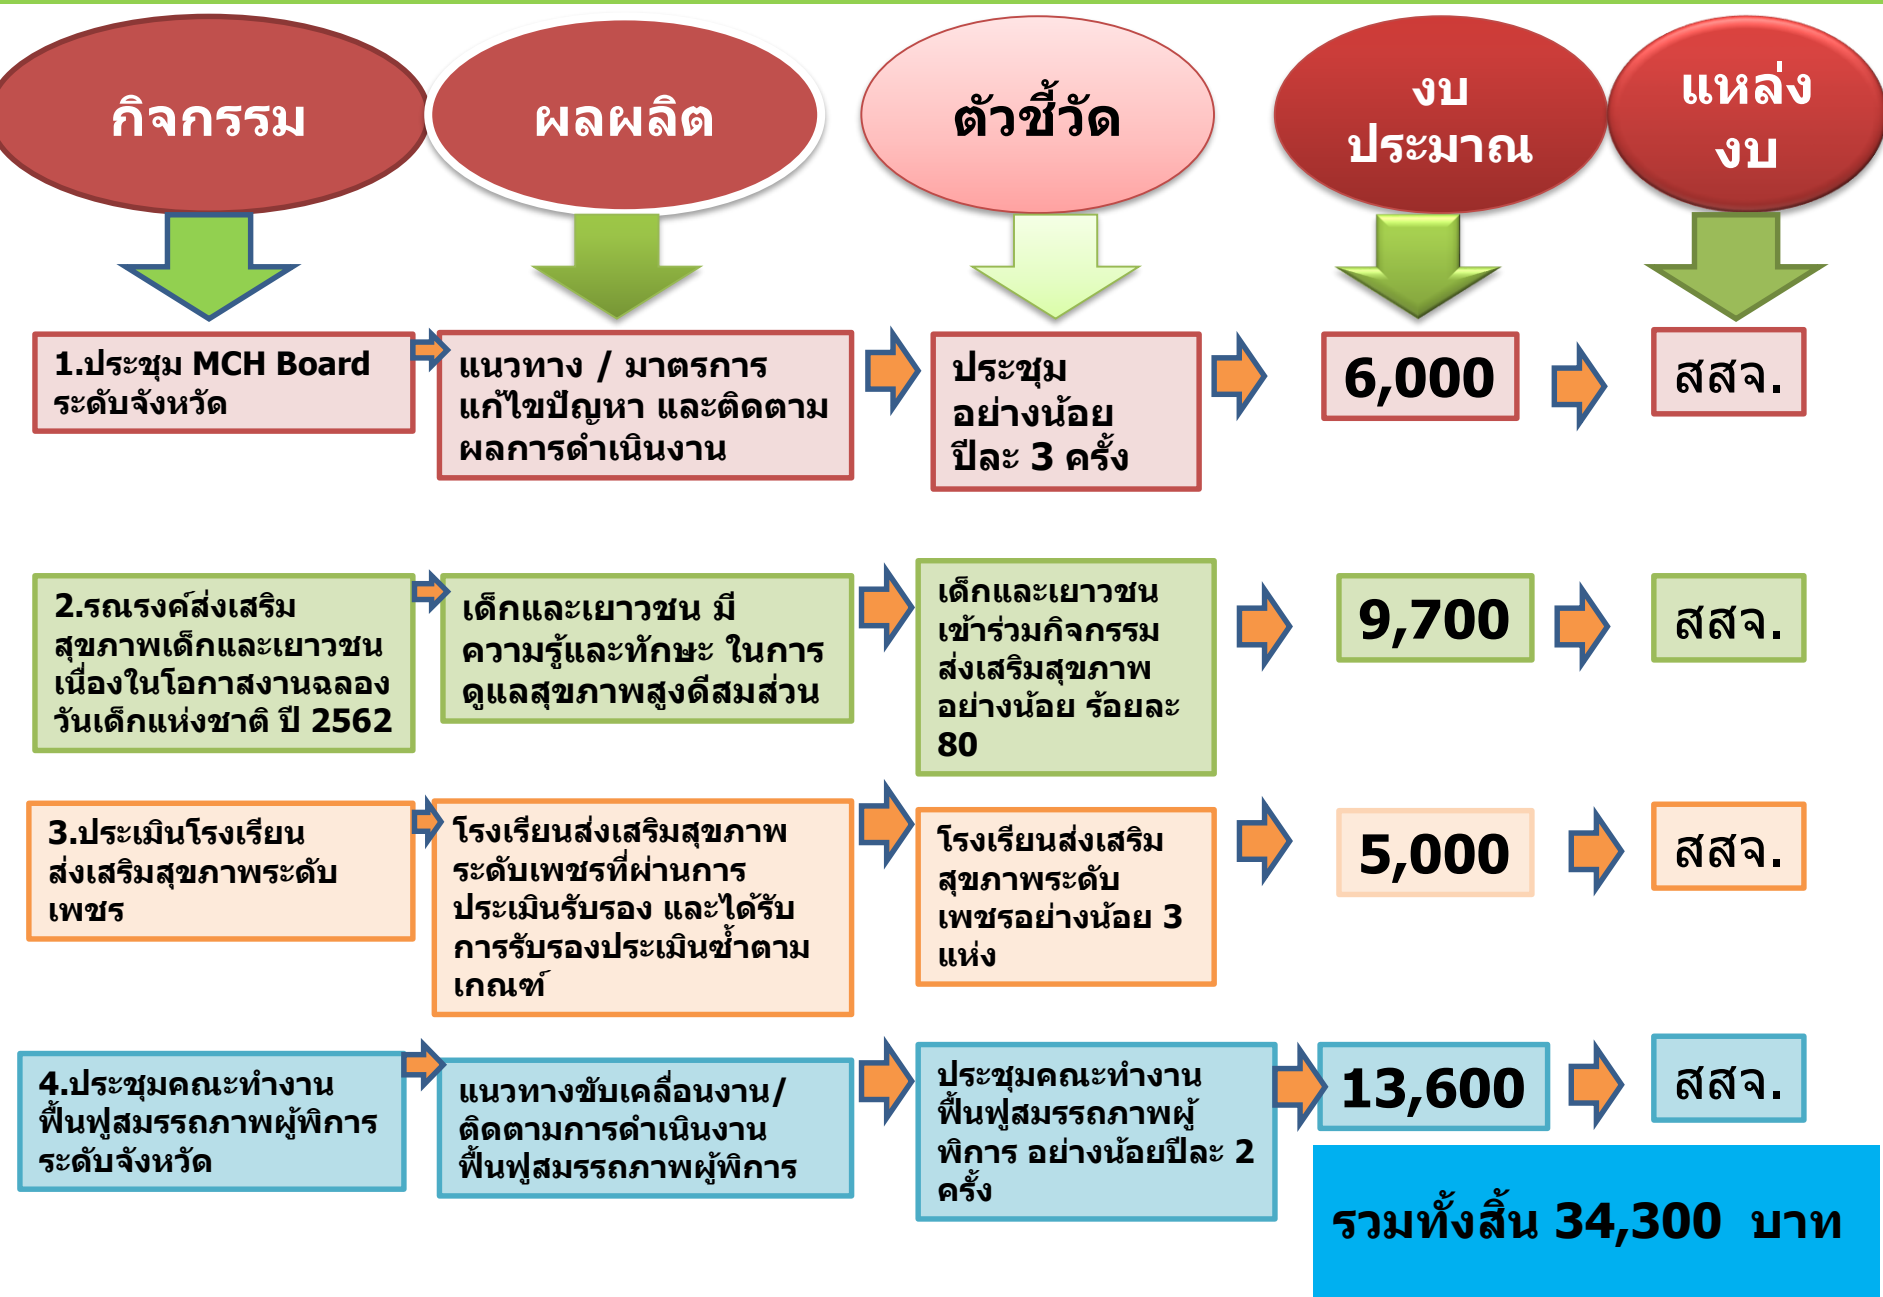 กิจกรรม
ผลผลิต
ตัวชี้วัด
งบ
ประมาณ
แหล่ง
งบ
1.ประชุม MCH Board
ระดับจังหวัด
แนวทาง / มาตรการ
แก้ไขปัญหา และติดตาม
ผลการดำเนินงาน
ประชุม
อย่างน้อย
ปีละ 3 ครั้ง
6,000
สสจ.
2.รณรงค์ส่งเสริม
สุขภาพเด็กและเยาวชน
เนื่องในโอกาสงานฉลอง
วันเด็กแห่งชาติ ปี 2562
เด็กและเยาวชน มี
ความรู้และทักษะ ในการ
ดูแลสุขภาพสูงดีสมส่วน
เด็กและเยาวชน
เข้าร่วมกิจกรรม
ส่งเสริมสุขภาพ
อย่างน้อย ร้อยละ
80
9,700
สสจ.
3.ประเมินโรงเรียน
ส่งเสริมสุขภาพระดับ
เพชร
โรงเรียนส่งเสริมสุขภาพ
ระดับเพชรที่ผ่านการ
ประเมินรับรอง และได้รับ
การรับรองประเมินซ้ำตาม
เกณฑ์
โรงเรียนส่งเสริม
สุขภาพระดับ
เพชรอย่างน้อย 3
แห่ง
5,000
สสจ.
4.ประชุมคณะทำงาน
ฟื้นฟูสมรรถภาพผู้พิการ
ระดับจังหวัด
แนวทางขับเคลื่อนงาน/
ติดตามการดำเนินงาน
ฟื้นฟูสมรรถภาพผู้พิการ
ประชุมคณะทำงาน
ฟื้นฟูสมรรถภาพผู้
พิการ อย่างน้อยปีละ 2
ครั้ง
13,600
สสจ.
รวมทั้งสิ้น 34,300 บาท